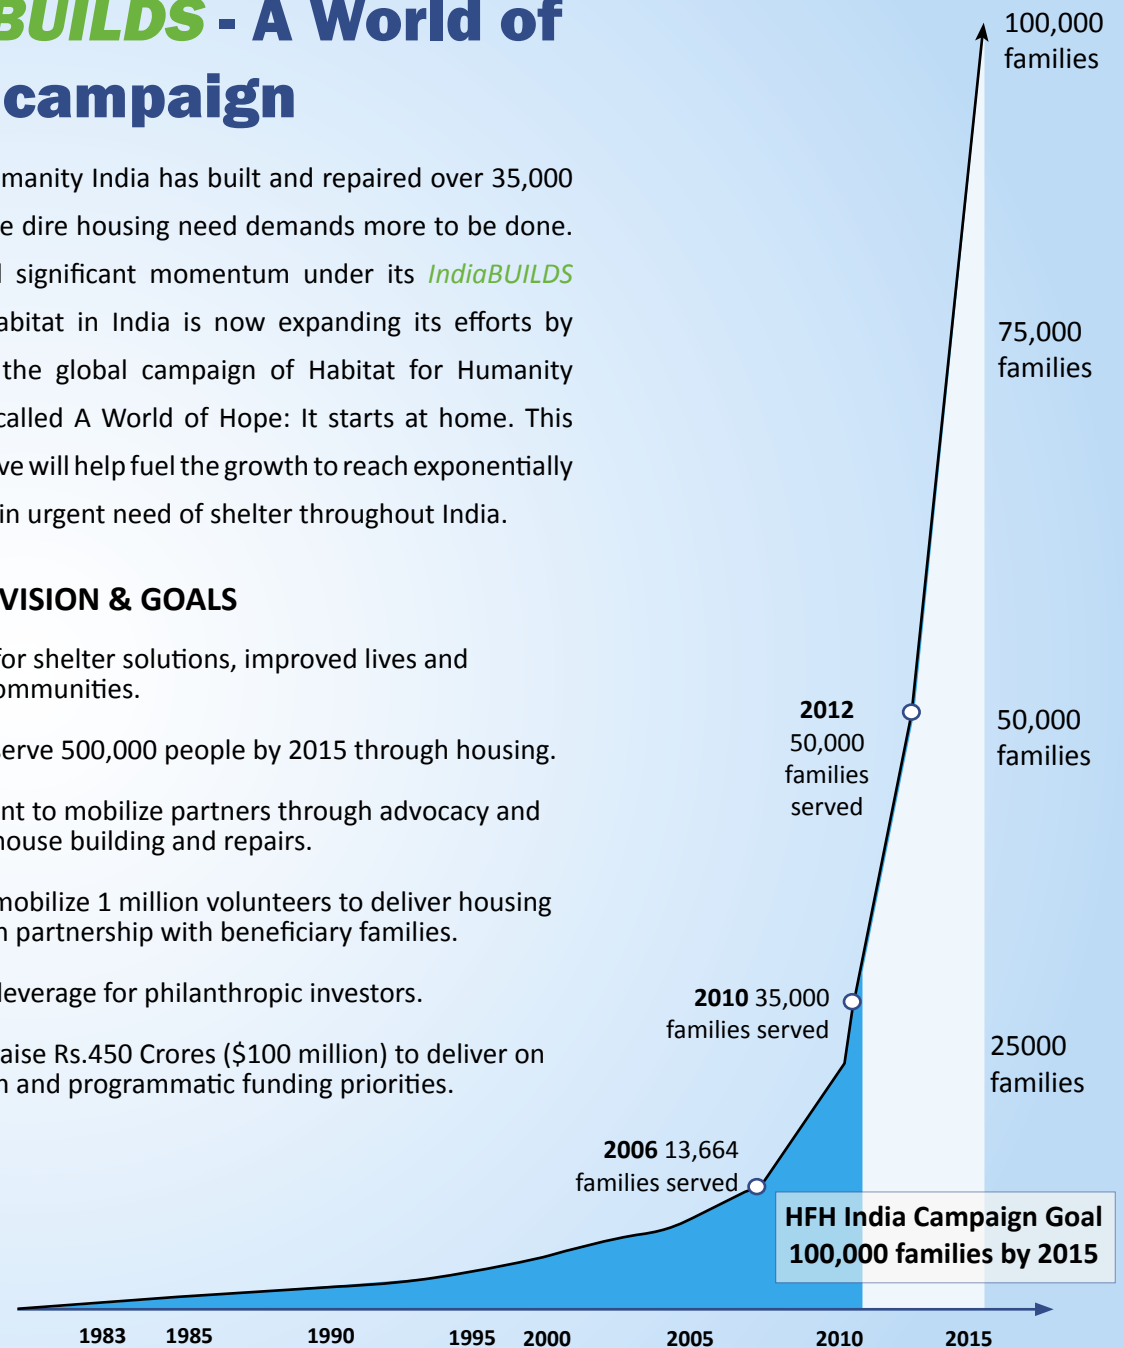 BUILDS - A World of
campaign
manity India has built and repaired over 35,000
e dire housing need demands more to be done.
significant momentum under its IndiaBUILDS
abitat in India is now expanding its efforts by
the global campaign of Habitat for Humanity
called A World of Hope: It starts at home. This
ve will help fuel the growth to reach exponentially
in urgent need of shelter throughout India.
VISION & GOALS
for shelter solutions, improved lives and
ommunities.
serve 500,000 people by 2015 through housing.
nt to mobilize partners through advocacy and
house building and repairs.
mobilize 1 million volunteers to deliver housing
n partnership with beneficiary families.
leverage for philanthropic investors.
aise Rs.450 Crores ($100 million) to deliver on
n and programmatic funding priorities.
100,000
families
75,000
families
50,000
families
25000
families
2012
50,000
families
served
2010 35,000
families served
2006 13,664
families served
HFH India Campaign Goal
100,000 families by 2015
1983 1985 1990 1995 2000 2005 2010 2015